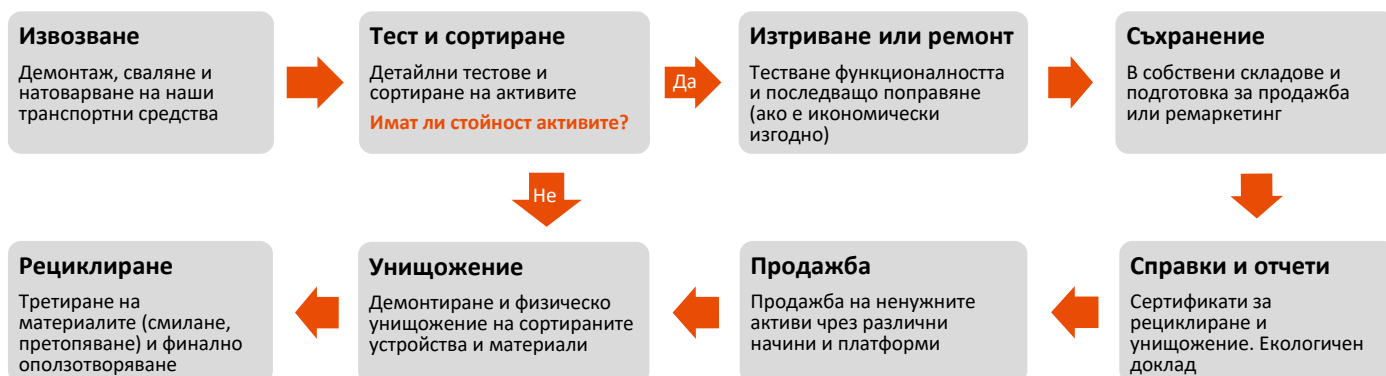 Извозване
Демонтаж, сваляне и
натоварване на наши
транспортни средства
Тест и сортиране
Детайлни тестове и
сортиране на активите
Имат ли стойност активите?
Да
Изтриване или ремонт
Тестване функционалността
и последващо поправяне
(ако е икономически
изгодно)
Съхранение
В собствени складове и
подготовка за продажба
или ремаркетинг
Не
Рециклиране
Третиране на
материалите (смилане,
претопяване) и финално
оползотворяване
Унищожение
Демонтиране и физическо
унищожение на сортираните
устройства и материали
Продажба
Продажба на ненужните
активи чрез различни
начини и платформи
Справки и отчети
Сертификати за
рециклиране и
унищожение. Екологичен
доклад